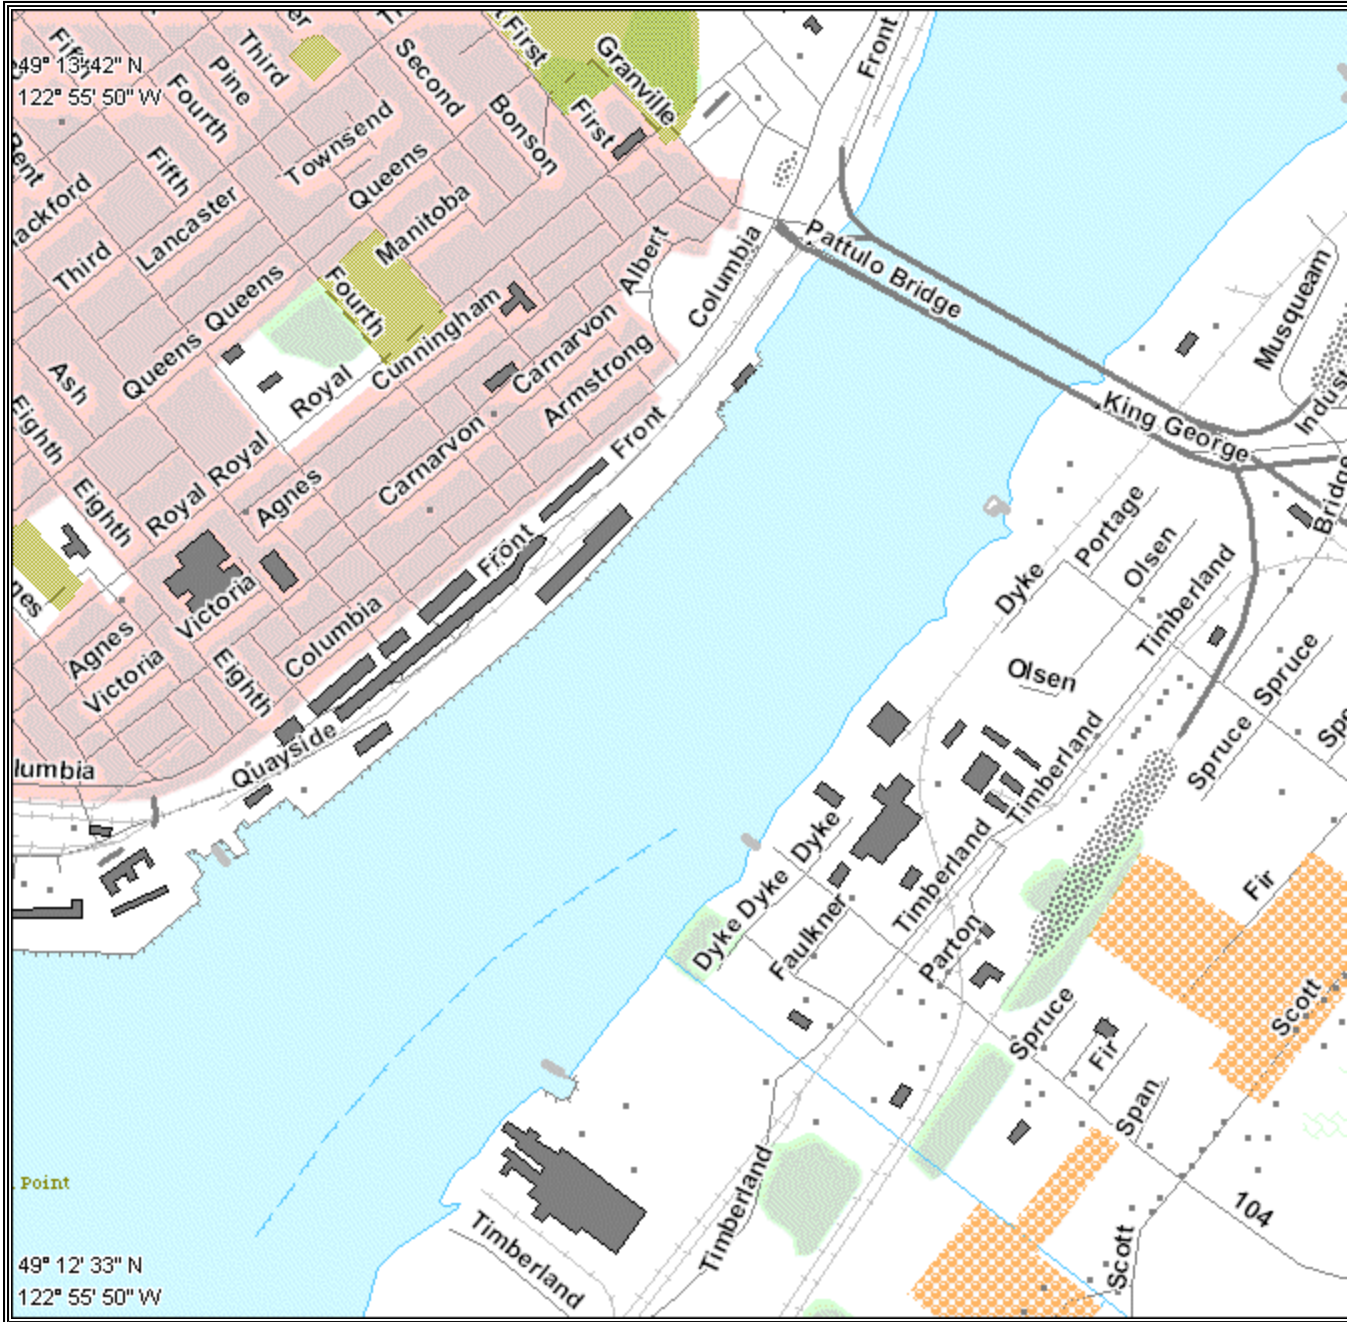 Fifth
49° 13' 42" N
122° 55' 50" W
Third
Pine
Fourth
Second
First
Granville
Front
Townsend
Bonson
First
Fifth
Queens
Lancaster
Manitoba
Third
Queens
Fourth
Albert
Columbia
Pattulo Bridge
Musqueam
Ash
Queens
Cunningham
Carnarvon
Royal
Armstrong
King George
Indust
Eighth
Royal
Carnarvon
Front
Eighth
Royal
Agnes
Front
Portage
Olsen
Bridge
Dyke
Timberland
Victoria
Agnes
Columbia
Victoria
Eighth
Olsen
Spruce
Spruce
lumbia
Quayside
Timberland
Dyke
Dyke
Dyke
Timberland
Faulkner
Parton
Fir
Scott
Spruce
Fir
Span
Point
Timberland
Timberland
104
Scott
49° 12' 33" N
122° 55' 50" W